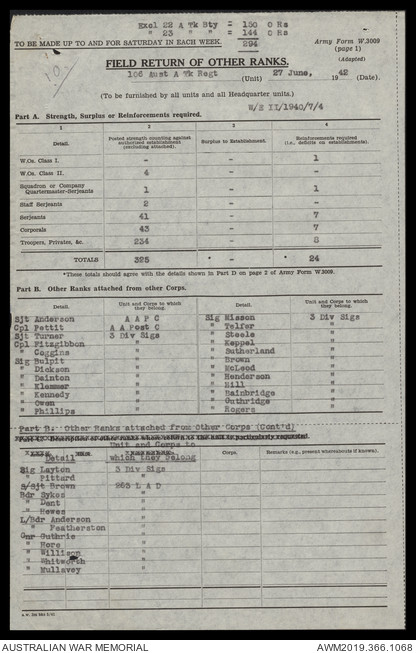 Excl 22 A Tk Bty = 150 O Rs
" 23 " = 144 O Rs
294
TO BE MADE UP TO AND FOR SATURDAY IN EACH WEEK.
Army Form W.3009
(page 1)
(Adapted)
FIELD RETURN OF OTHER RANKS.
106 Aust A Tk Regt (Unit) 27 June, 1942 (Date).
(To be furnished by all units and all Headquarter units.)
W/E II/1940/7/4
Part A. Strength, Surplus or Reinforcements required.
1 2 3 4
Detail. Posted strength counting against authorized establishment (excluding attached). Surplus to Establishment. Reinforcements required (i.e., deficits on establishment).
W.Os. Class I. - - 1
W.Os. Class II. 4 -
Squadron or Company Quartermaster-Serjeants 1 - 1
Staff Serjeants 2 -
Serjeants 41 - 7
Corporals 43 - 7
Troopers, Privates, &c. 234 - 8
TOTALS 325 * - * 24
*These totals should agree with the details shown in Part D on page 2 of Army Form W.3009.
Part B. Other Ranks attached from other Corps.
Detail. Unit and Corps to which they belong. Detail. Unit and Corps to which they belong.
Sjt Anderson A A P C Sig Nisson 3 Div Sigs
Cpl Pettit A A Post C " Telfer "
Sjt Turner 3 Div Sigs " Steele "
Cpl Fitzgibbon " " Keppel "
" Coggins " " Sutherland "
Sig Bulpit " " Brown "
" Dickson " " McLeod "
" Dainton " " Henderson "
" Klemmer " " Hill "
" Kennedy " " Bainbridge "
" Owen " " Outhridge "
" Phillips " " Rogers "
Part B: Other Ranks attached from Other Corps (Cont'd)
Unit and Corps to
Detail which they belong Corps. Remarks (e.g., present whereabouts if known).
Sig Layton 3 Div Sigs
" Pittard "
S/Sjt Brown 263 L A D
Bdr Sykes "
" Dent "
" Hewes "
L/Bdr Anderson "
" Featherston "
Gnr Guthrie "
" Hore "
" Willison "
" Whitworth "
" Mullavey "
AUSTRALIAN WAR MEMORIAL
AWM2019.366.1068